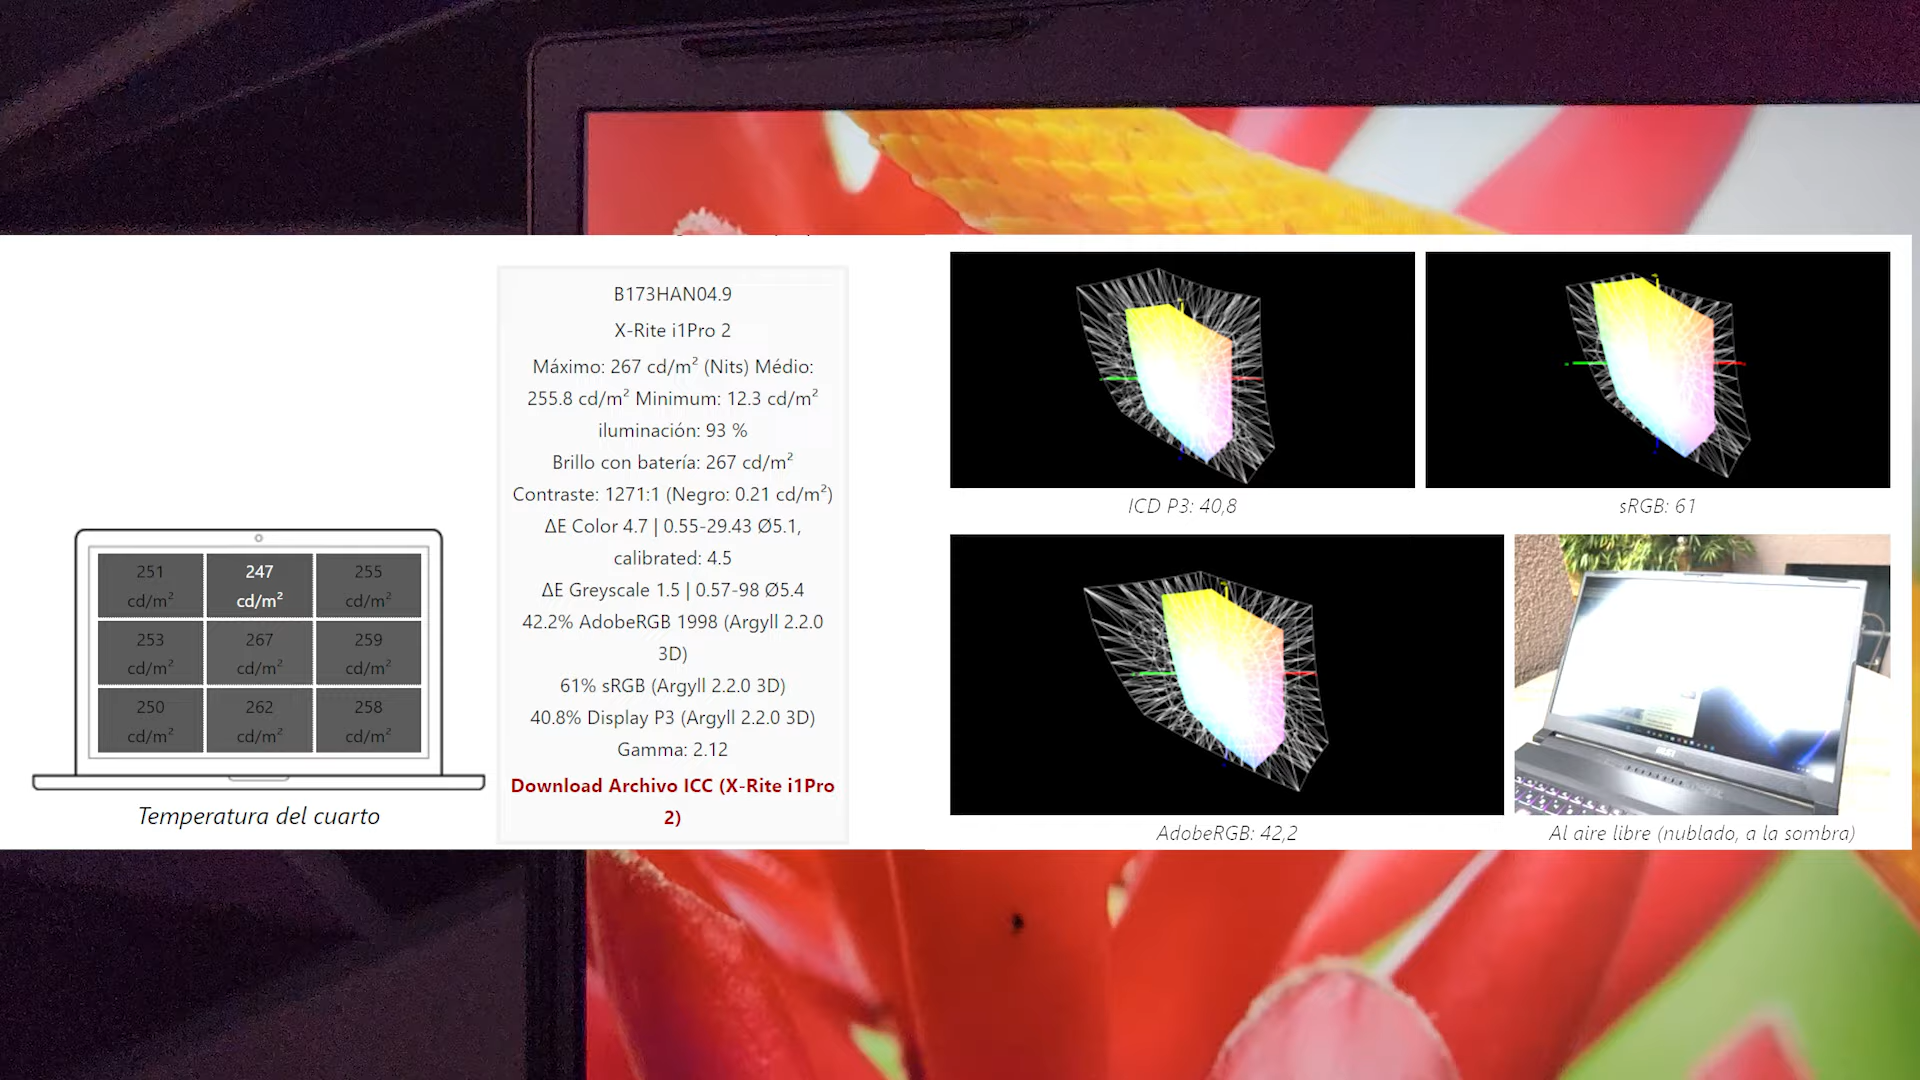 251
cd/m²
247
cd/m²
255
cd/m²
253
cd/m²
267
cd/m²
259
cd/m²
250
cd/m²
262
cd/m²
258
cd/m²
Temperatura del cuarto
B173HAN04.9
X-Rite i1Pro 2
Máximo: 267 cd/m² (Nits) Médio:
255.8 cd/m² Minimum: 12.3 cd/m²
iluminación: 93 %
Brillo con batería: 267 cd/m²
Contraste: 1271:1 (Negro: 0.21 cd/m²)
ΔE Color 4.7 | 0.55-29.43 Ø5.1,
calibrated: 4.5
ΔE Greyscale 1.5 | 0.57-98 Ø5.4
42.2% AdobeRGB 1998 (Argyll 2.2.0
3D)
61% sRGB (Argyll 2.2.0 3D)
40.8% Display P3 (Argyll 2.2.0 3D)
Gamma: 2.12
Download Archivo ICC (X-Rite i1Pro
2)
ICD P3: 40,8
sRGB: 61
AdobeRGB: 42,2
msi
Al aire libre (nublado, a la sombra)